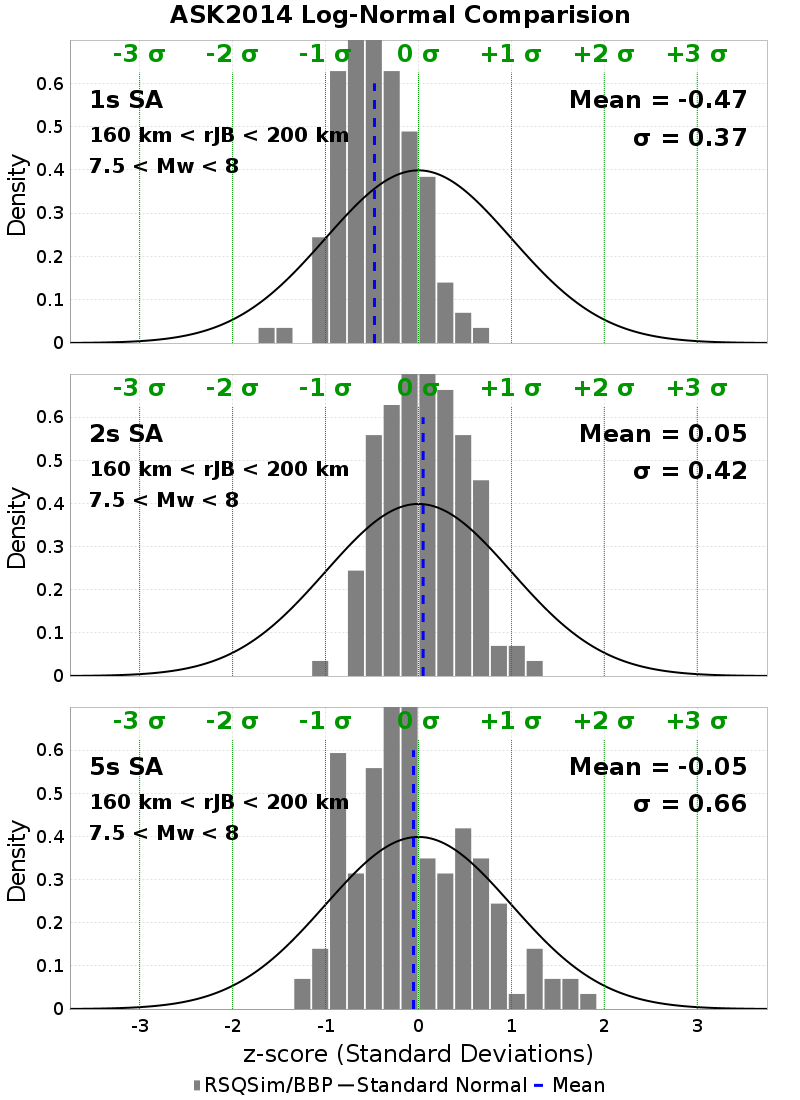 ASK2014 Log-Normal Comparision
-3 σ -2 σ -1 σ 0 σ +1 σ +2 σ +3 σ
0.6
1s SA Mean = -0.47
0.5
160 km < rJB < 200 km σ = 0.37
7.5 < Mw < 8
0.4
0.3
0.2
0.1
0
Density
-3 σ -2 σ -1 σ 0 σ +1 σ +2 σ +3 σ
0.6
2s SA Mean = 0.05
0.5
160 km < rJB < 200 km σ = 0.42
7.5 < Mw < 8
0.4
0.3
0.2
0.1
0
Density
-3 σ -2 σ -1 σ 0 σ +1 σ +2 σ +3 σ
0.6
5s SA Mean = -0.05
0.5
160 km < rJB < 200 km σ = 0.66
7.5 < Mw < 8
0.4
0.3
0.2
0.1
0
Density
-3 -2 -1 0 1 2 3
z-score (Standard Deviations)
RSQSim/BBP Standard Normal Mean